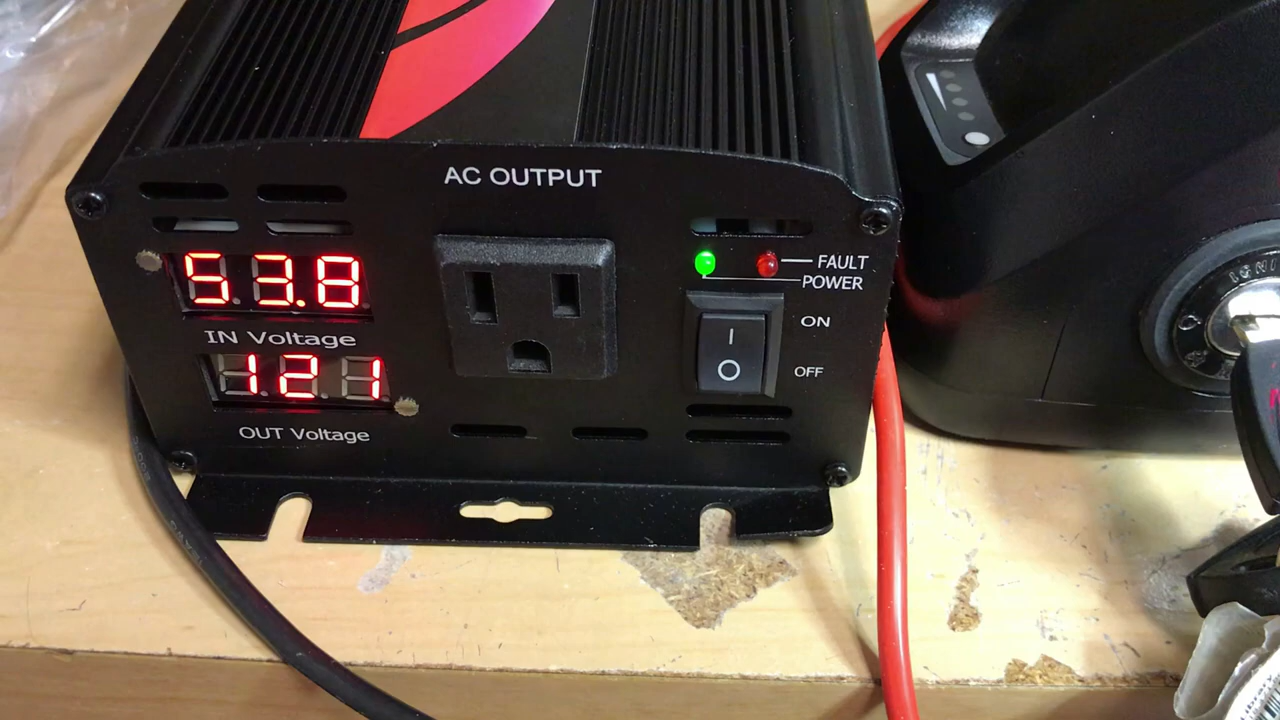 AC OUTPUT
53.8
IN Voltage
121
OUT Voltage
FAULT
POWER
ON
OFF
I
O